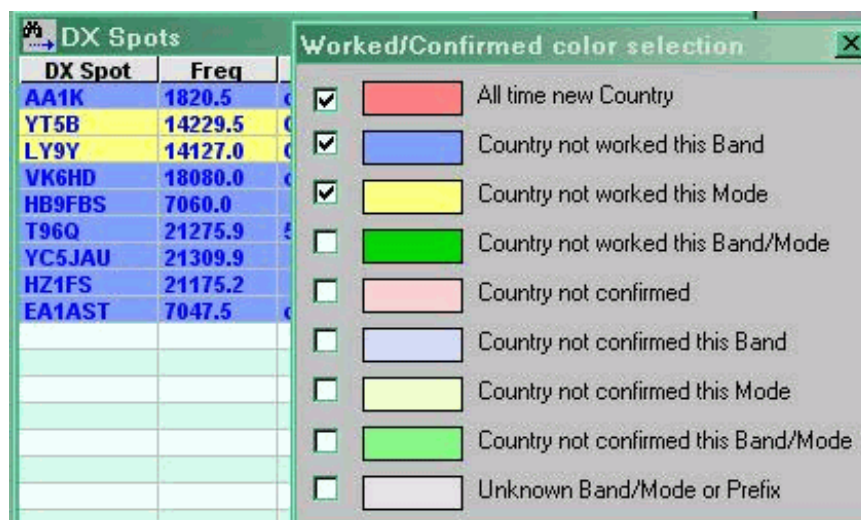 DX Spots
DX Spot Freq
AA1K 1820.5
YT5B 14229.5
LY9Y 14127.0
VK6HD 18080.0
HB9FBS 7060.0
T96Q 21275.9
YC5JAU 21309.9
HZ1FS 21175.2
EA1AST 7047.5
Worked/Confirmed color selection
All time new Country
Country not worked this Band
Country not worked this Mode
Country not worked this Band/Mode
Country not confirmed
Country not confirmed this Band
Country not confirmed this Mode
Country not confirmed this Band/Mode
Unknown Band/Mode or Prefix